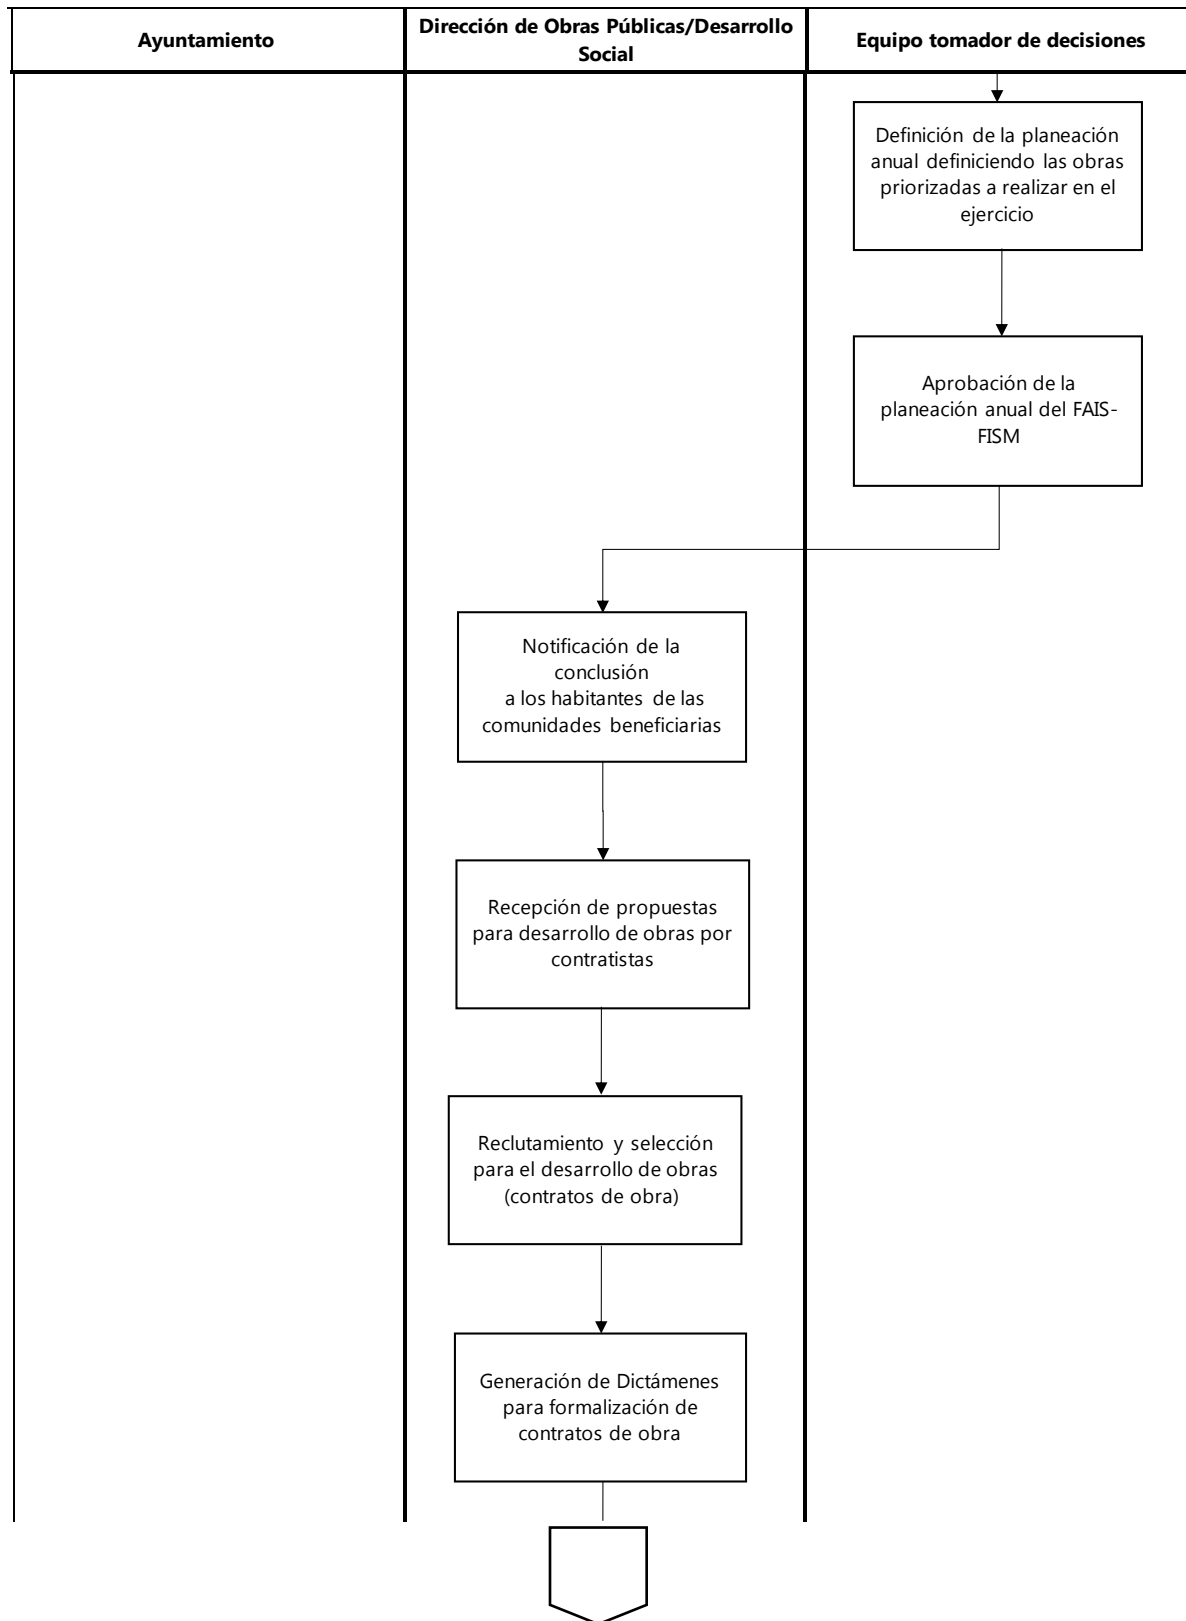 Ayuntamiento
Dirección de Obras Públicas/Desarrollo
Social
Equipo tomador de decisiones
Definición de la planeación
anual definiciendo las obras
priorizadas a realizar en el
ejercicio
Aprobación de la
planeación anual del FAIS-
FISM
Notificación de la
conclusión
a los habitantes de las
comunidades beneficiarias
Recepción de propuestas
para desarrollo de obras por
contratistas
Reclutamiento y selección
para el desarrollo de obras
(contratos de obra)
Generación de Dictámenes
para formalización de
contratos de obra